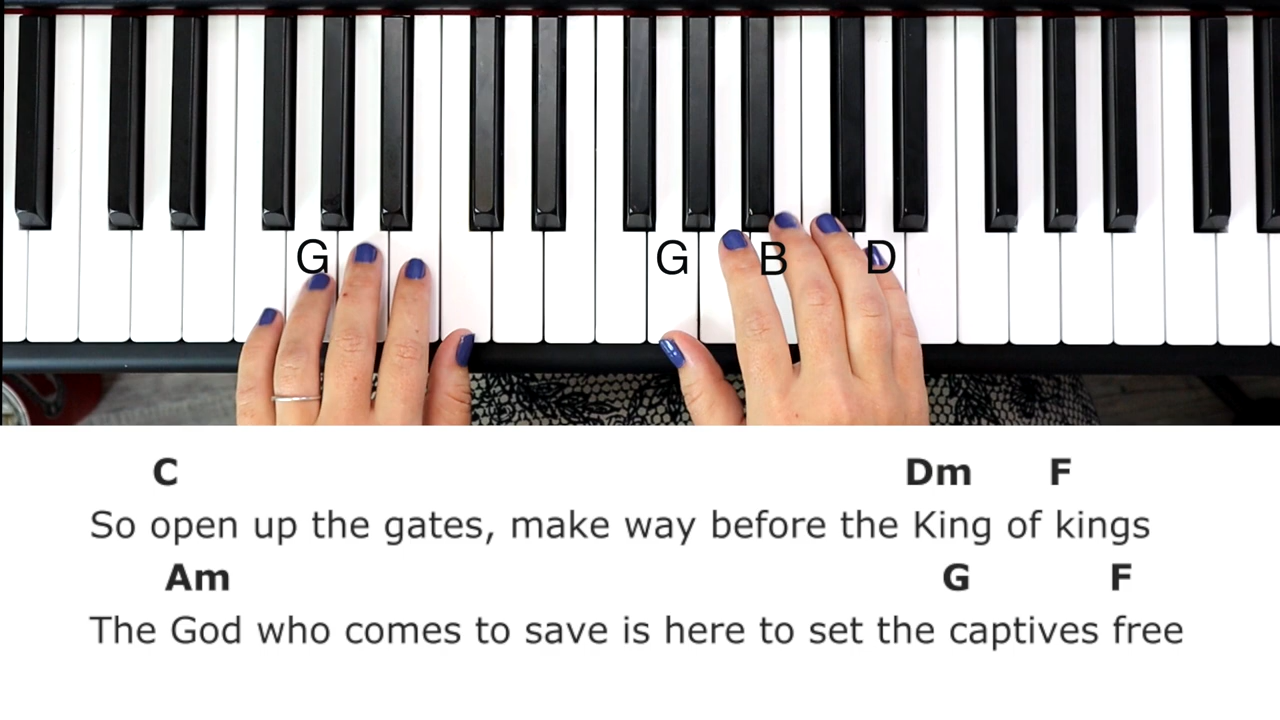 G G B D
C Dm F
So open up the gates, make way before the King of kings
Am G F
The God who comes to save is here to set the captives free